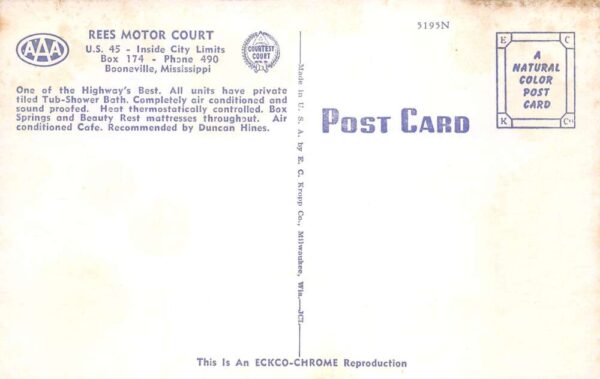 AAA
REES MOTOR COURT
U.S. 45 - Inside City Limits
Box 174 - Phone 490
Booneville, Mississippi
COURTESY
COURT
One of the Highway's Best. All units have private
tiled Tub-Shower Bath. Completely air conditioned and
sound proofed. Heat thermostatically controlled. Box
Springs and Beauty Rest mattresses throughout. Air
conditioned Cafe. Recommended by Duncan Hines.
Made in U. S. A. by E. C. Kropp Co., Milwaukee, Wis.—JCL
5195N
POST CARD
E C
A
NATURAL
COLOR
POST
CARD
K Co
This Is An ECKCO-CHROME Reproduction